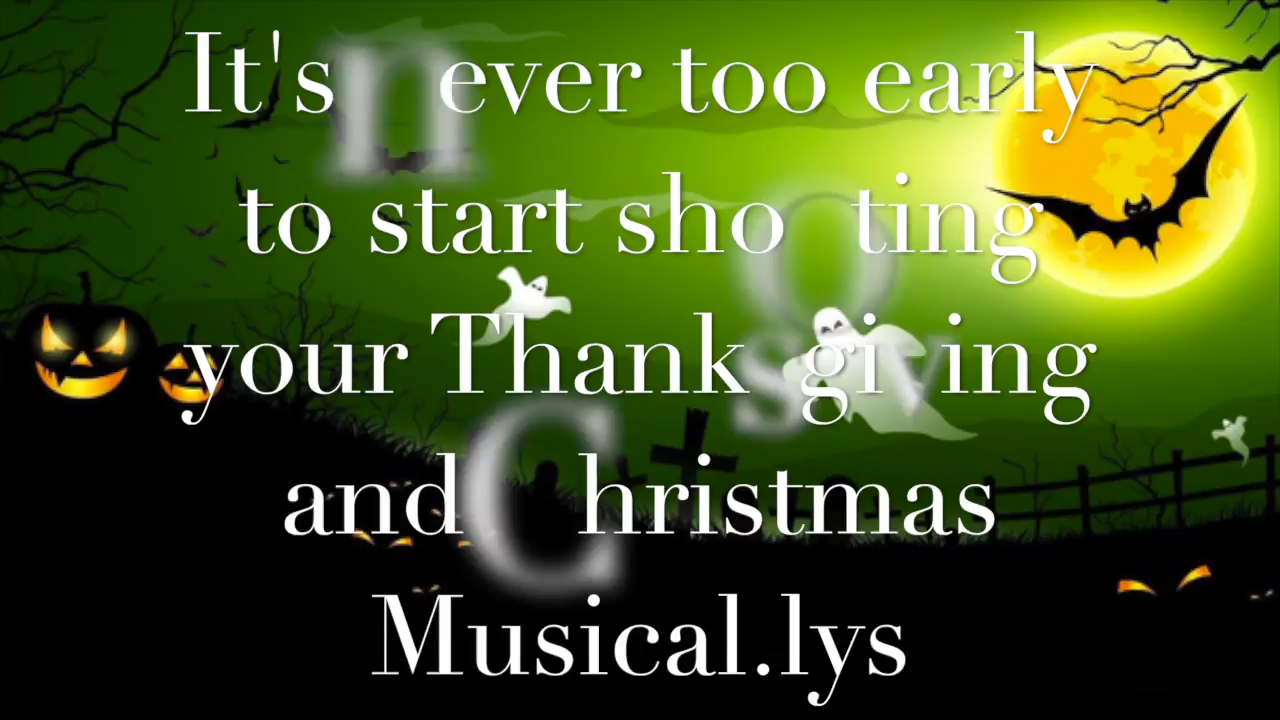 It's never too early
to start shooting
your Thanksgiving
and Christmas
Musical.lys